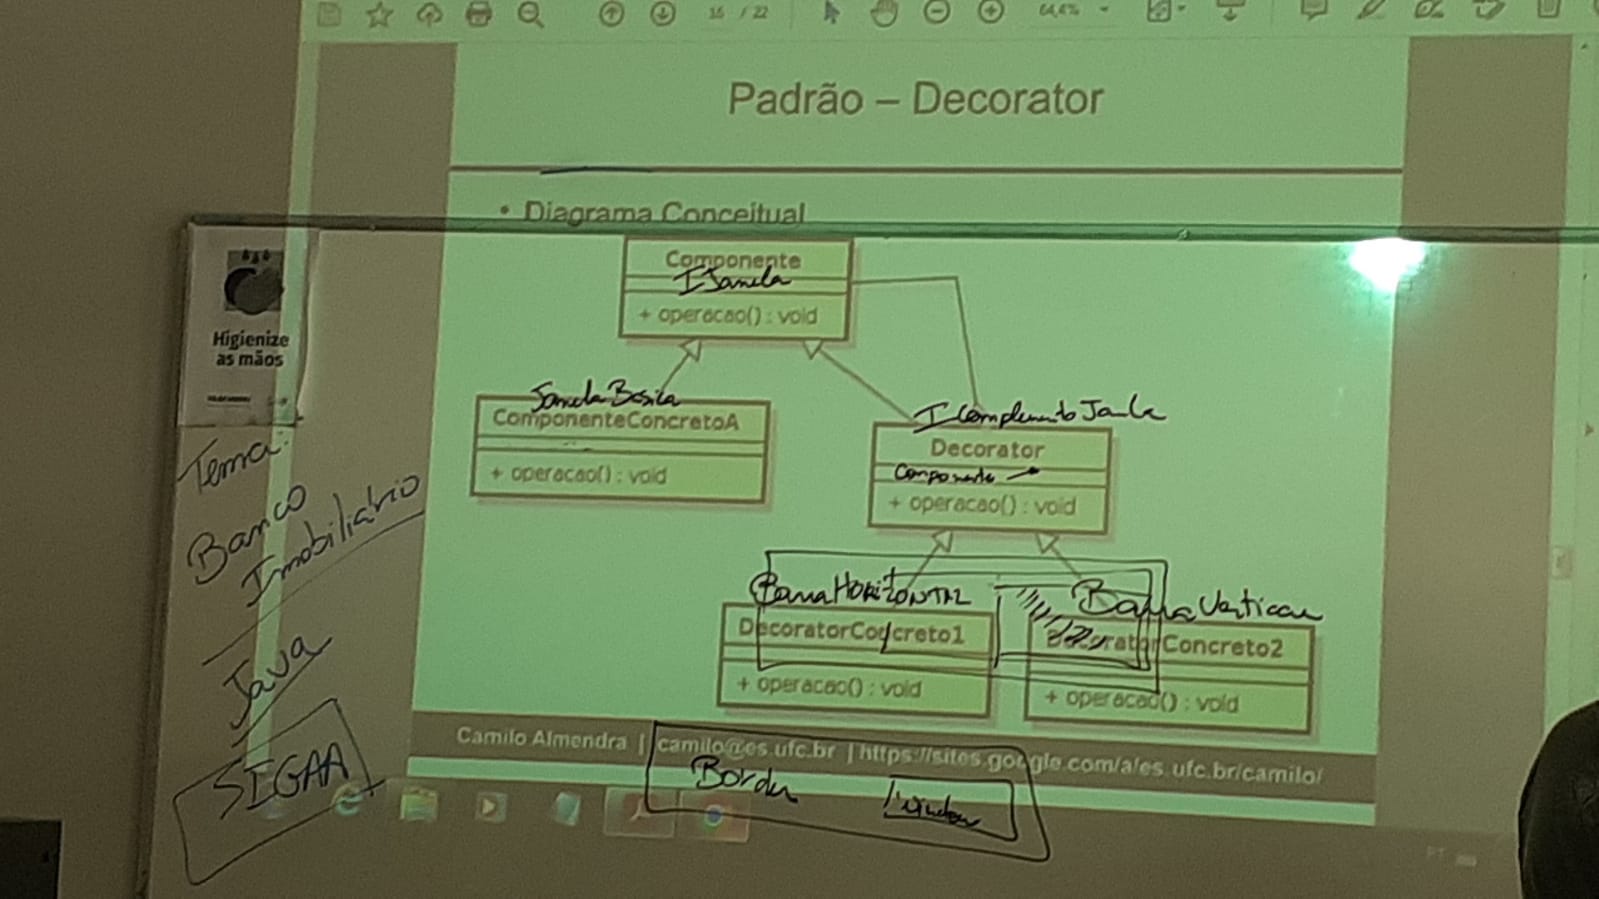 16 / 22
64,4%
Padrão – Decorator
• Diagrama Conceitual
Componente
IJanela
+ operacao() : void
Higienize
as mãos
JanelaBasica
ComponenteConcretoA
+ operacao() : void
IComplementoJanela
Decorator
Componente
+ operacao() : void
Tema:
Banco
Imobiliário
Java
SIGAA
BarraHORIZONTAL
DecoratorConcreto1
+ operacao() : void
BarraVertical
DecoratorConcreto2
+ operacao() : void
Camilo Almendra | camilo@es.ufc.br | https://sites.google.com/a/es.ufc.br/camilo/
Border
window
PT